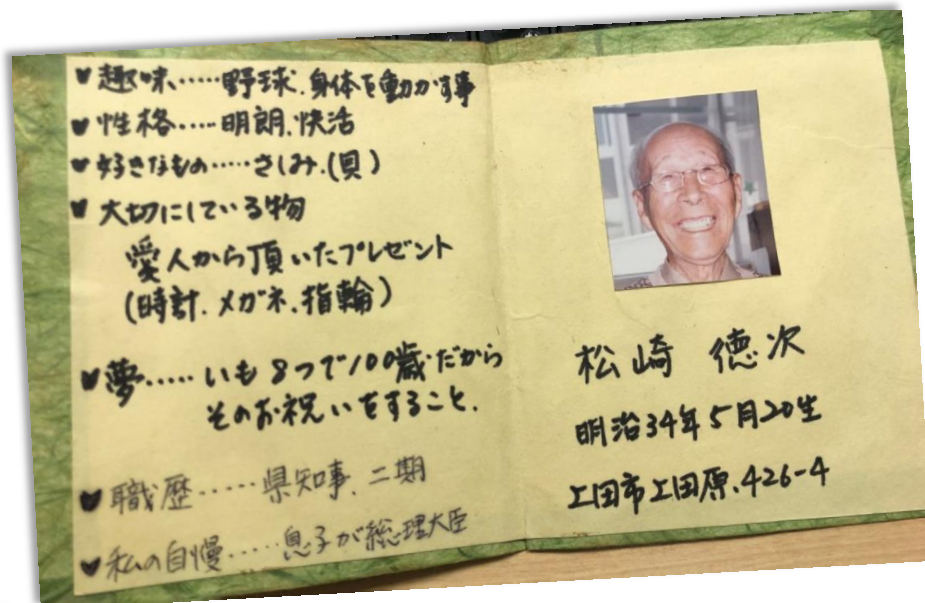 ♥趣味.....野球、身体を動かす事
♥性格.....明朗、快活
♥好きなもの.....さしみ、(貝)
♥大切にしている物
愛人から頂いたプレゼント
(時計、メガネ、指輪)
♥夢.....いも8つで100歳だから
そのお祝いをすること。
♥職歴.....県知事、二期
♥私の自慢.....息子が総理大臣
松崎 徳次
明治34年5月20生
上田市上田原、426-4